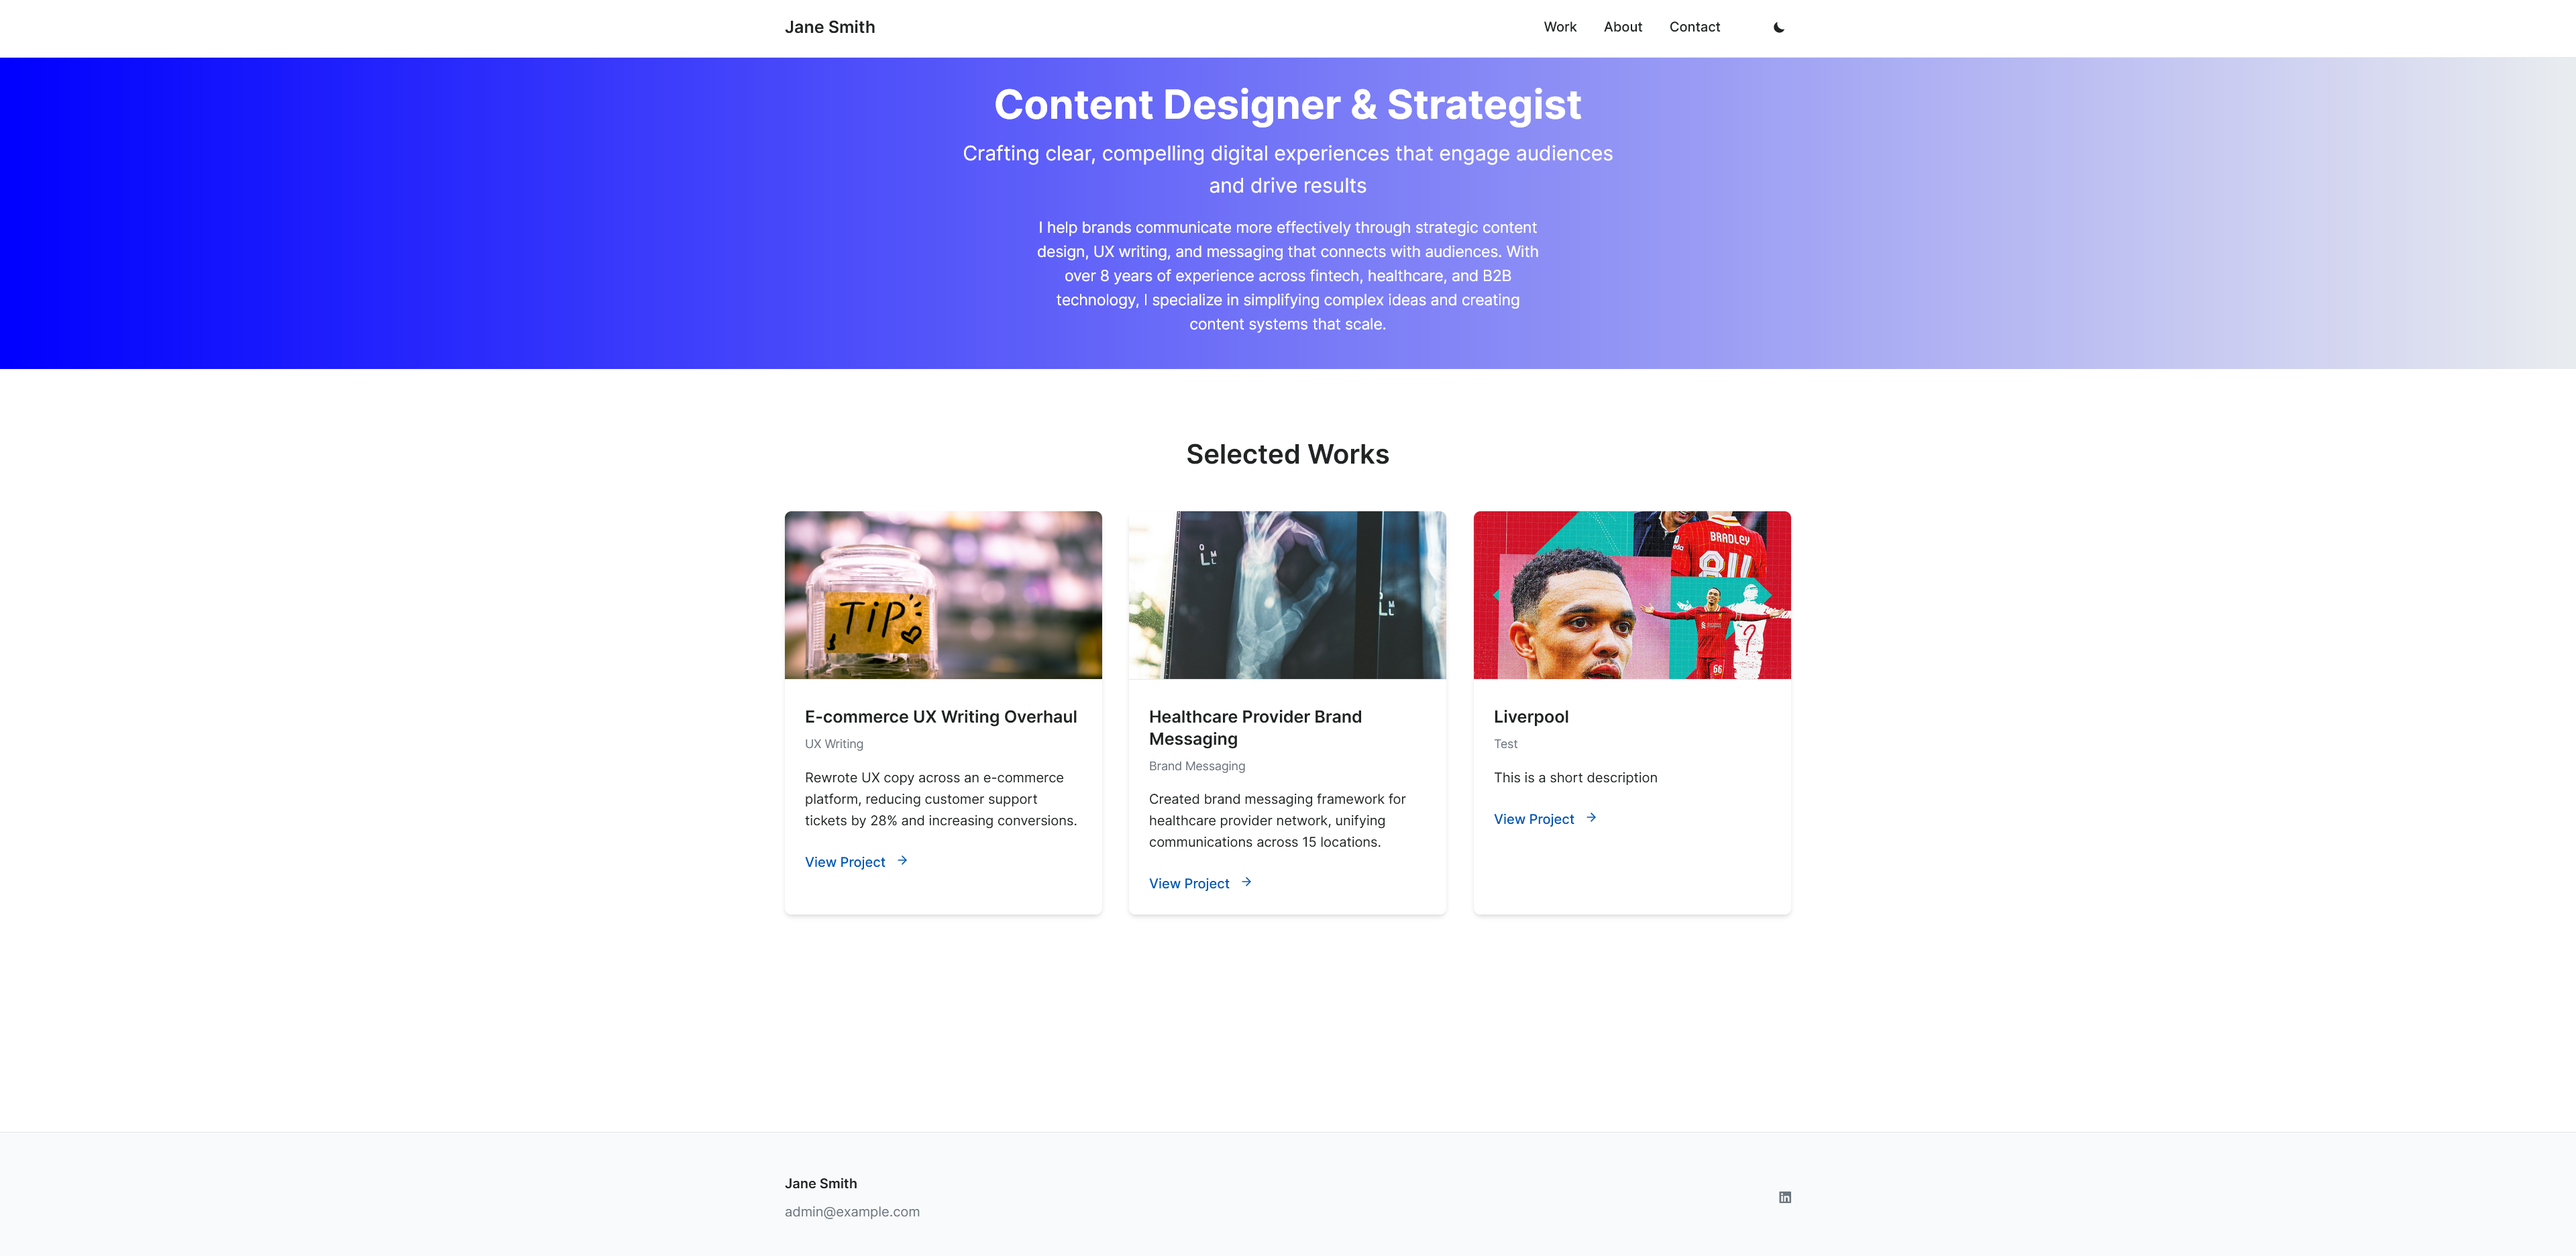 Jane Smith
Work About Contact
Content Designer & Strategist
Crafting clear, compelling digital experiences that engage audiences
and drive results
I help brands communicate more effectively through strategic content
design, UX writing, and messaging that connects with audiences. With
over 8 years of experience across fintech, healthcare, and B2B
technology, I specialize in simplifying complex ideas and creating
content systems that scale.
Selected Works
TiP
E-commerce UX Writing Overhaul
UX Writing
Rewrote UX copy across an e-commerce
platform, reducing customer support
tickets by 28% and increasing conversions.
View Project
L
Healthcare Provider Brand
Messaging
Brand Messaging
Created brand messaging framework for
healthcare provider network, unifying
communications across 15 locations.
View Project
BRADLEY
84
?
66
Liverpool
Test
This is a short description
View Project
Jane Smith
admin@example.com
in